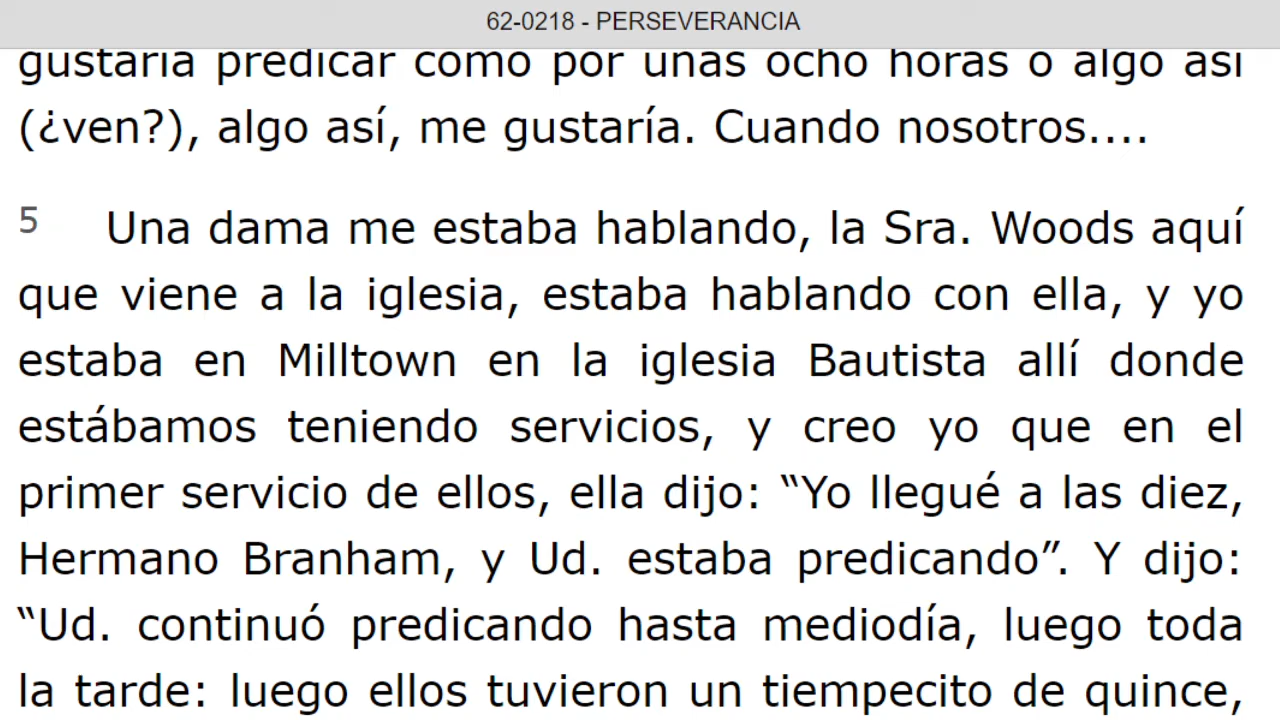 62-0218 - PERSEVERANCIA
gustaría predicar como por unas ocho horas o algo así
(¿ven?), algo así, me gustaría. Cuando nosotros....
5 Una dama me estaba hablando, la Sra. Woods aquí
que viene a la iglesia, estaba hablando con ella, y yo
estaba en Milltown en la iglesia Bautista allí donde
estábamos teniendo servicios, y creo yo que en el
primer servicio de ellos, ella dijo: “Yo llegué a las diez,
Hermano Branham, y Ud. estaba predicando”. Y dijo:
“Ud. continuó predicando hasta mediodía, luego toda
la tarde: luego ellos tuvieron un tiempecito de quince,